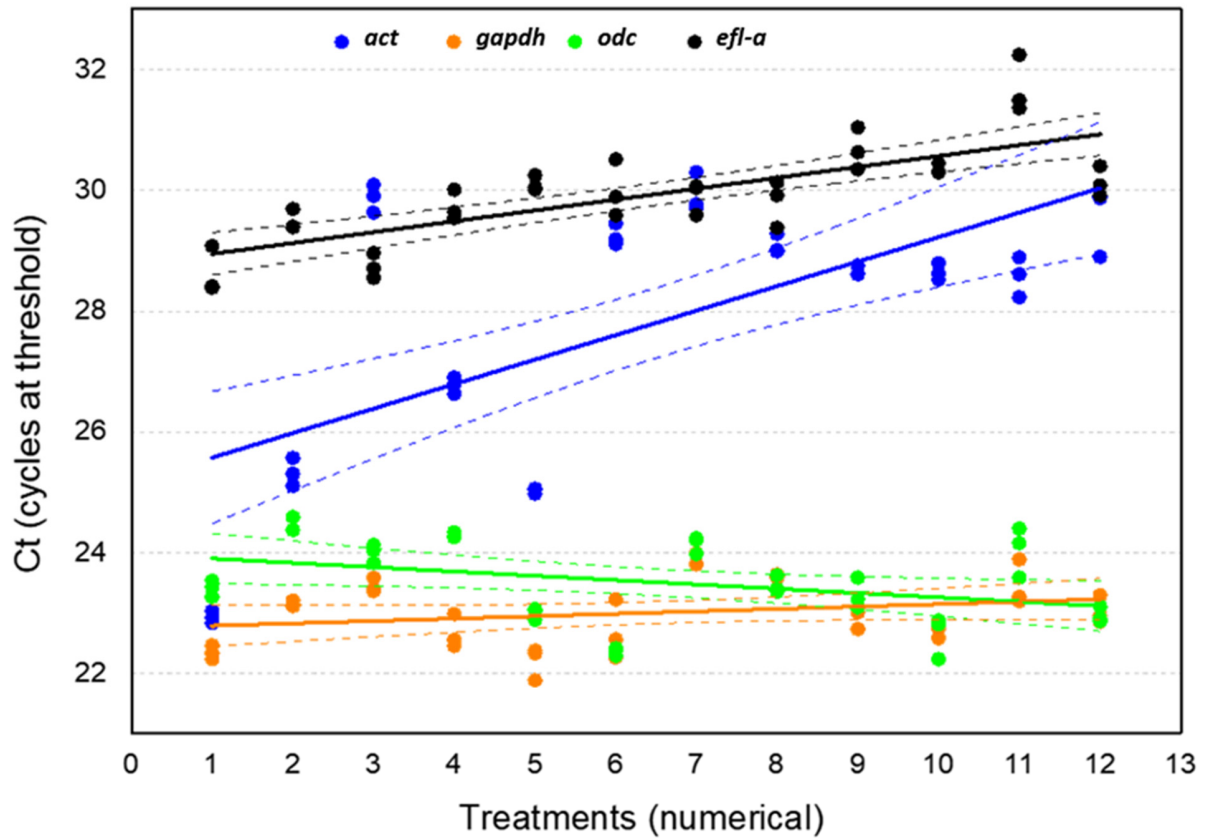 act gapdh odc efl-a
32
30
28
26
24
22
Ct (cycles at threshold)
0 1 2 3 4 5 6 7 8 9 10 11 12 13
Treatments (numerical)